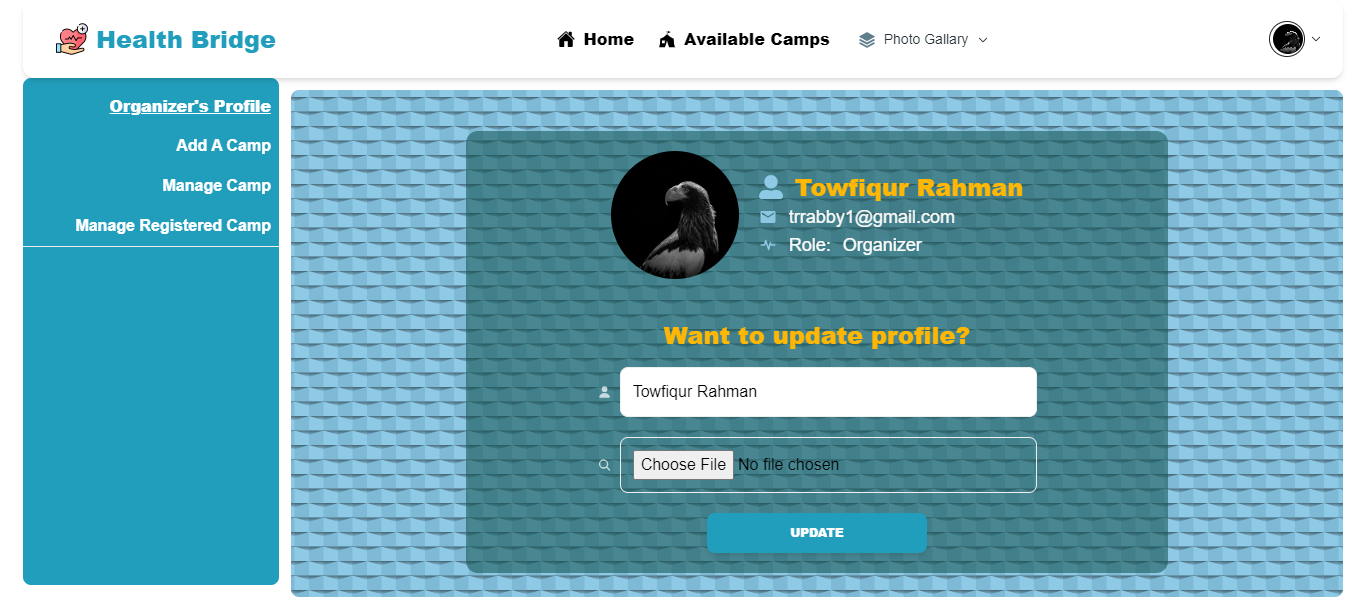 Health Bridge
Home
Available Camps
Photo Gallary
Organizer's Profile
Add A Camp
Manage Camp
Manage Registered Camp
Towfiqur Rahman
trrabby1@gmail.com
Role: Organizer
Want to update profile?
Towfiqur Rahman
Choose File No file chosen
UPDATE